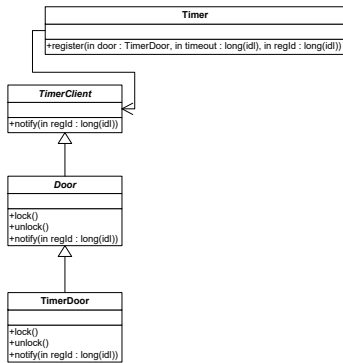 Timer
+register(in door : TimerDoor, in timeout : long(idl), in regId : long(idl))
TimerClient
+notify(in regId : long(idl))
Door
+lock()
+unlock()
+notify(in regId : long(idl))
TimerDoor
+lock()
+unlock()
+notify(in regId : long(idl))